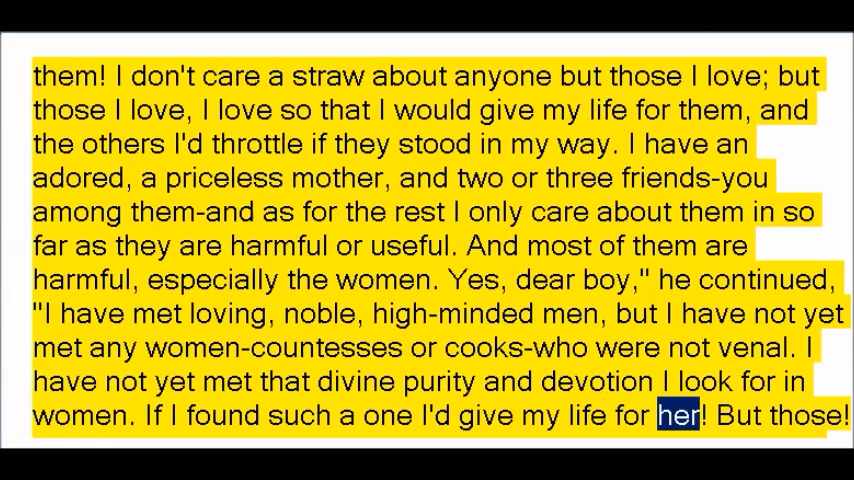 them! I don't care a straw about anyone but those I love; but
those I love, I love so that I would give my life for them, and
the others I'd throttle if they stood in my way. I have an
adored, a priceless mother, and two or three friends-you
among them-and as for the rest I only care about them in so
far as they are harmful or useful. And most of them are
harmful, especially the women. Yes, dear boy," he continued,
"I have met loving, noble, high-minded men, but I have not yet
met any women-countesses or cooks-who were not venal. I
have not yet met that divine purity and devotion I look for in
women. If I found such a one I'd give my life for her! But those!